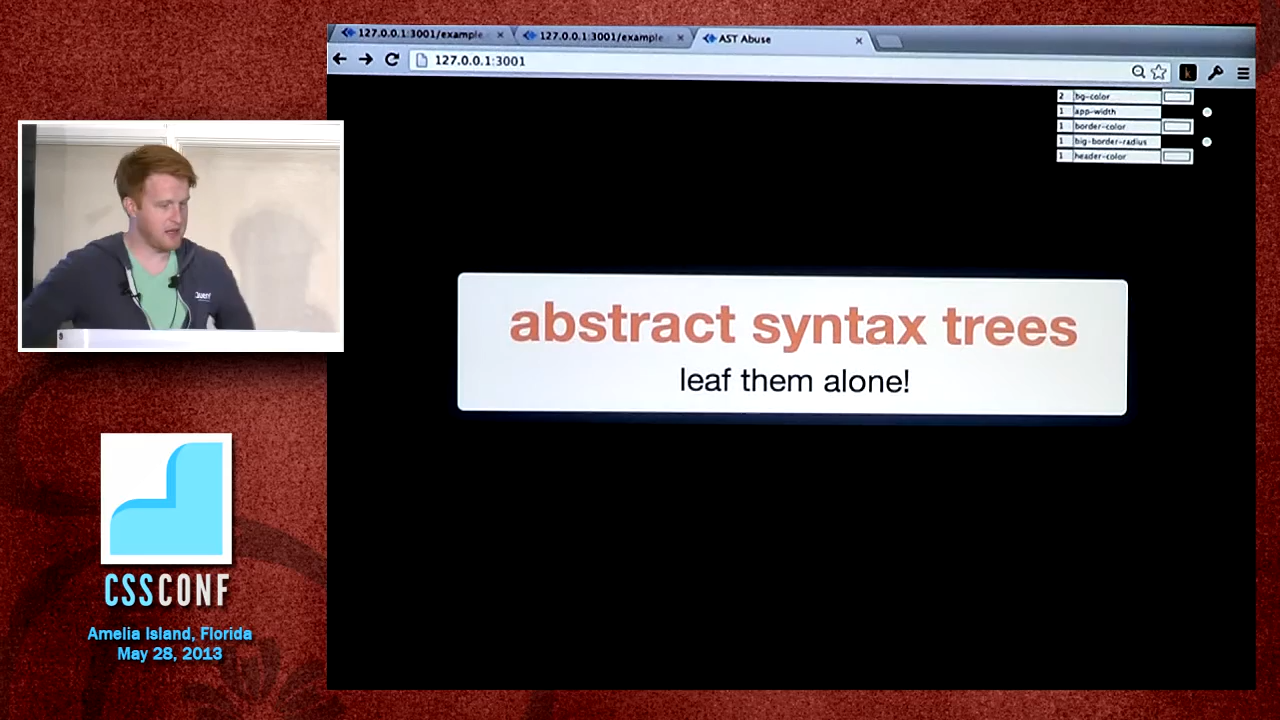 127.0.0.1:3001/example
127.0.0.1:3001/example
AST Abuse
127.0.0.1:3001
2 bg-color
1 app-width
1 border-color
1 big-border-radius
1 header-color
abstract syntax trees
leaf them alone!
CSSCONF
Amelia Island, Florida
May 28, 2013